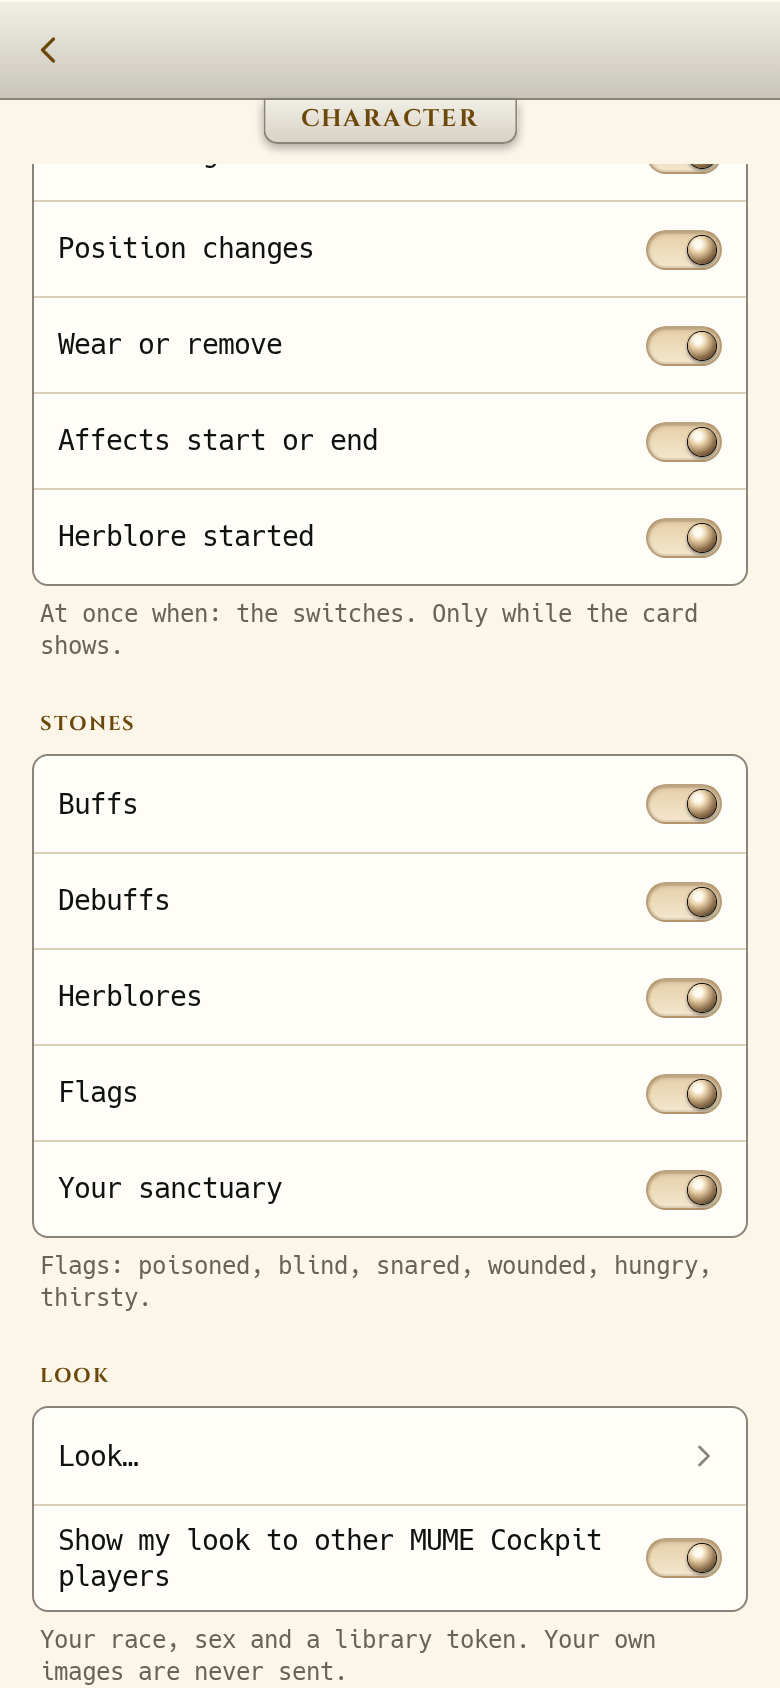 CHARACTER
Position changes
Wear or remove
Affects start or end
Herblore started
At once when: the switches. Only while the card
shows.
STONES
Buffs
Debuffs
Herblores
Flags
Your sanctuary
Flags: poisoned, blind, snared, wounded, hungry,
thirsty.
LOOK
Look…
Show my look to other MUME Cockpit
players
Your race, sex and a library token. Your own
images are never sent.